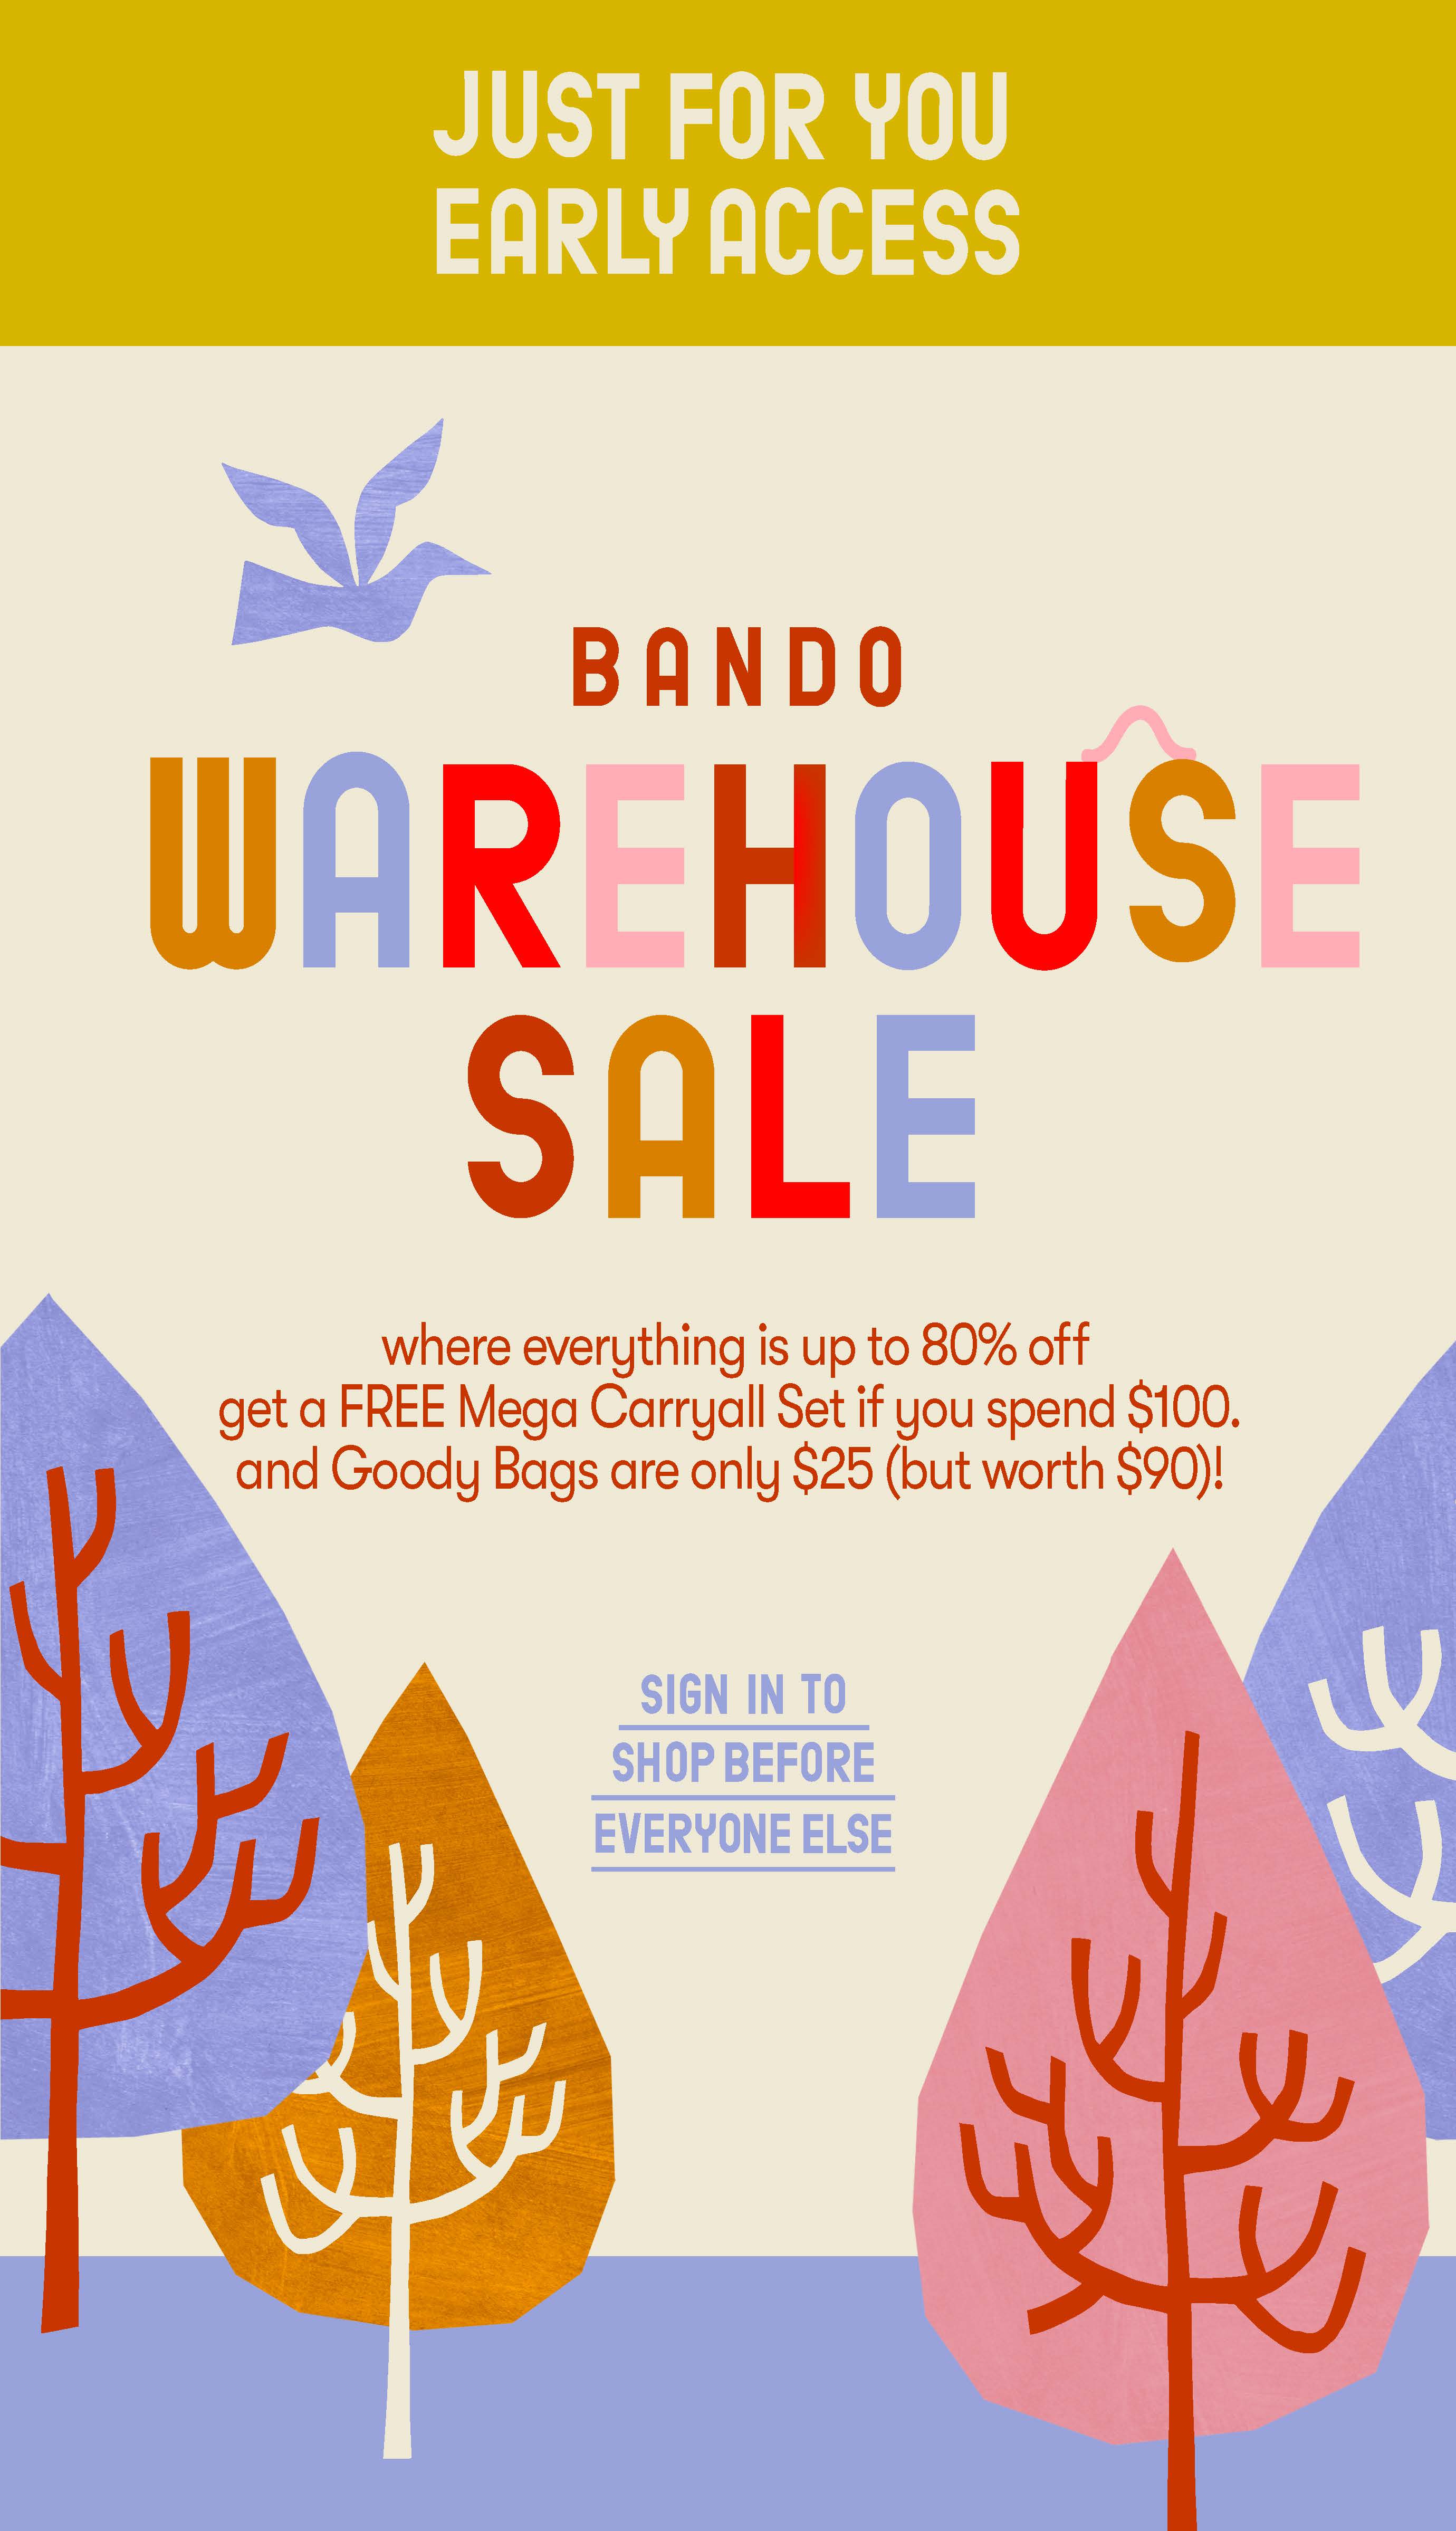 JUST FOR YOU
EARLY ACCESS
BANDO
WAREHOUSE
SALE
where everything is up to 80% off
get a FREE Mega Carryall Set if you spend $100.
and Goody Bags are only $25 (but worth $90)!
SIGN IN TO
SHOP BEFORE
EVERYONE ELSE